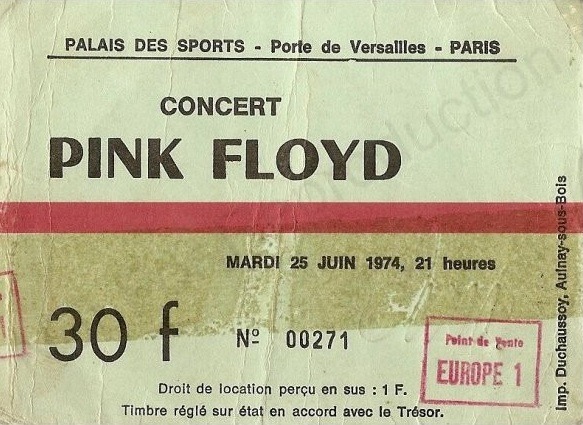 PALAIS DES SPORTS - Porte de Versailles - PARIS
CONCERT
PINK FLOYD
MARDI 25 JUIN 1974, 21 heures
30 f
Nº 00271
Point de Vente
EUROPE 1
Droit de location perçu en sus : 1 F.
Timbre réglé sur état en accord avec le Trésor.
Imp. Duchaussoy, Aulnay-sous-Bois